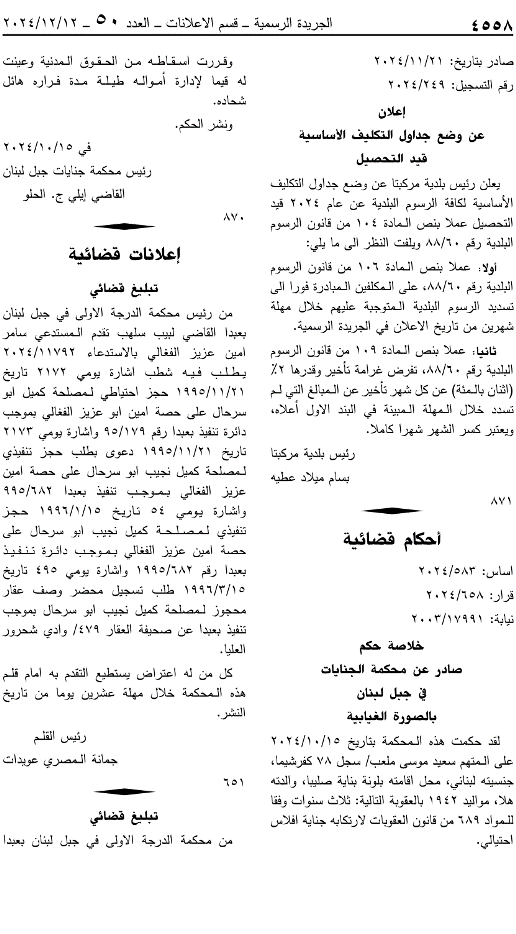 ٤٥٥٨
الجريدة الرسمية ــ قسم الاعلانات ــ العدد ٥٠ ــ ٢٠٢٤/١٢/١٢
صادر بتاريخ: ٢٠٢٤/١١/٢١
رقم التسجيل: ٢٠٢٤/٢٤٩
إعلان
عن وضع جداول التكليف الأساسية
قيد التحصيل
يعلن رئيس بلدية مركبتا عن وضع جداول التكليف
الأساسية لكافة الرسوم البلدية عن عام ٢٠٢٤ قيد
التحصيل عملا بنص المادة ١٠٤ من قانون الرسوم
البلدية رقم ٨٨/٦٠ ويلفت النظر الى ما يلي:
أولا: عملا بنص المادة ١٠٦ من قانون الرسوم
البلدية رقم ٨٨/٦٠، على المكلفين المبادرة فورا الى
تسديد الرسوم البلدية المتوجبة عليهم خلال مهلة
شهرين من تاريخ الاعلان في الجريدة الرسمية.
ثانيا: عملا بنص المادة ١٠٩ من قانون الرسوم
البلدية رقم ٨٨/٦٠، تفرض غرامة تأخير وقدرها ٢٪
(اثنان بالمئة) عن كل شهر تأخير عن المبالغ التي لم
تسدد خلال المهلة المبينة في البند الاول أعلاه،
ويعتبر كسر الشهر شهرا كاملا.
رئيس بلدية مركبتا
بسام ميلاد عطيه
٨٧١
أحكام قضائية
اساس: ٢٠٢٤/٥٨٣
قرار: ٢٠٢٤/٦٥٨
نيابة: ٢٠٠٣/١٧٩٩١
خلاصة حكم
صادر عن محكمة الجنايات
في جبل لبنان
بالصورة الغيابية
لقد حكمت هذه المحكمة بتاريخ ٢٠٢٤/١٠/١٥
على المتهم سعيد موسى ملعب/ سجل ٧٨ كفرشيما،
جنسيته لبناني، محل اقامته بلونة بناية صليبا، والدته
هلا، مواليد ١٩٤٢ بالعقوبة التالية: ثلاث سنوات وفقا
للمواد ٦٨٩ من قانون العقوبات لارتكابه جناية افلاس
احتيالي.
وقررت اسقاطه من الحقوق المدنية وعينت
له قيما لإدارة أمواله طيلة مدة فراره هائل
شحاده.
ونشر الحكم.
في ٢٠٢٤/١٠/١٥
رئيس محكمة جنايات جبل لبنان
القاضي إيلي ج. الحلو
٨٧٠
إعلانات قضائية
تبليغ قضائي
من رئيس محكمة الدرجة الاولى في جبل لبنان
بعبدا القاضي لبيب سلهب تقدم المستدعي سامر
امين عزيز الفغالي بالاستدعاء ٢٠٢٤/١١٧٩٢
يطلب فيه شطب اشارة يومي ٢١٧٢ تاريخ
١٩٩٥/١١/٢١ حجز احتياطي لمصلحة كميل ابو
سرحال على حصة امين ابو عزيز الفغالي بموجب
دائرة تنفيذ بعبدا رقم ٩٥/١٧٩ واشارة يومي ٢١٧٣
تاريخ ١٩٩٥/١١/٢١ دعوى بطلب حجز تنفيذي
لمصلحة كميل نجيب ابو سرحال على حصة امين
عزيز الفغالي بموجب تنفيذ بعبدا ٩٩٥/٦٨٢
واشارة يومي ٥٤ تاريخ ١٩٩٦/١/١٥ حجز
تنفيذي لمصلحة كميل نجيب ابو سرحال على
حصة امين عزيز الفغالي بموجب دائرة تنفيذ
بعبدا رقم ١٩٩٥/٦٨٢ واشارة يومي ٤٩٥ تاريخ
١٩٩٦/٣/١٥ طلب تسجيل محضر وصف عقار
محجوز لمصلحة كميل نجيب ابو سرحال بموجب
تنفيذ بعبدا عن صحيفة العقار ٤٧٩/ وادي شحرور
العليا.
كل من له اعتراض يستطيع التقدم به امام قلم
هذه المحكمة خلال مهلة عشرين يوما من تاريخ
النشر.
رئيس القلم
جمانة المصري عويدات
٦٥١
تبليغ قضائي
من محكمة الدرجة الاولى في جبل لبنان بعبدا